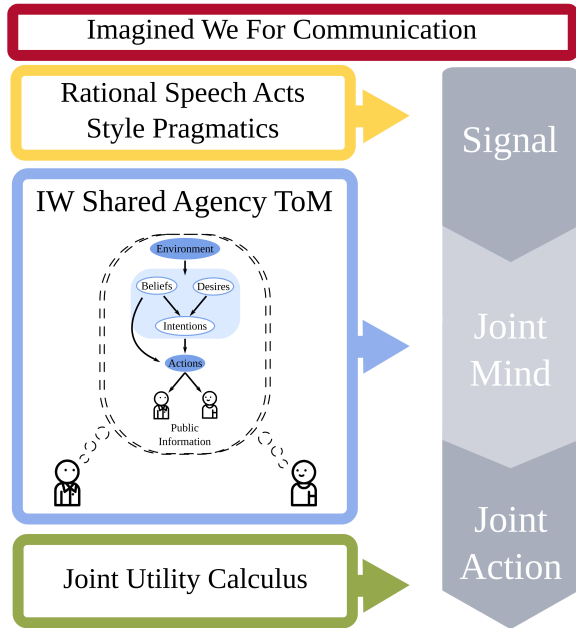 Imagined We For Communication
Rational Speech Acts
Style Pragmatics
Signal
IW Shared Agency ToM
Environment
Beliefs
Desires
Intentions
Actions
Public
Information
Joint
Mind
Joint Utility Calculus
Joint
Action